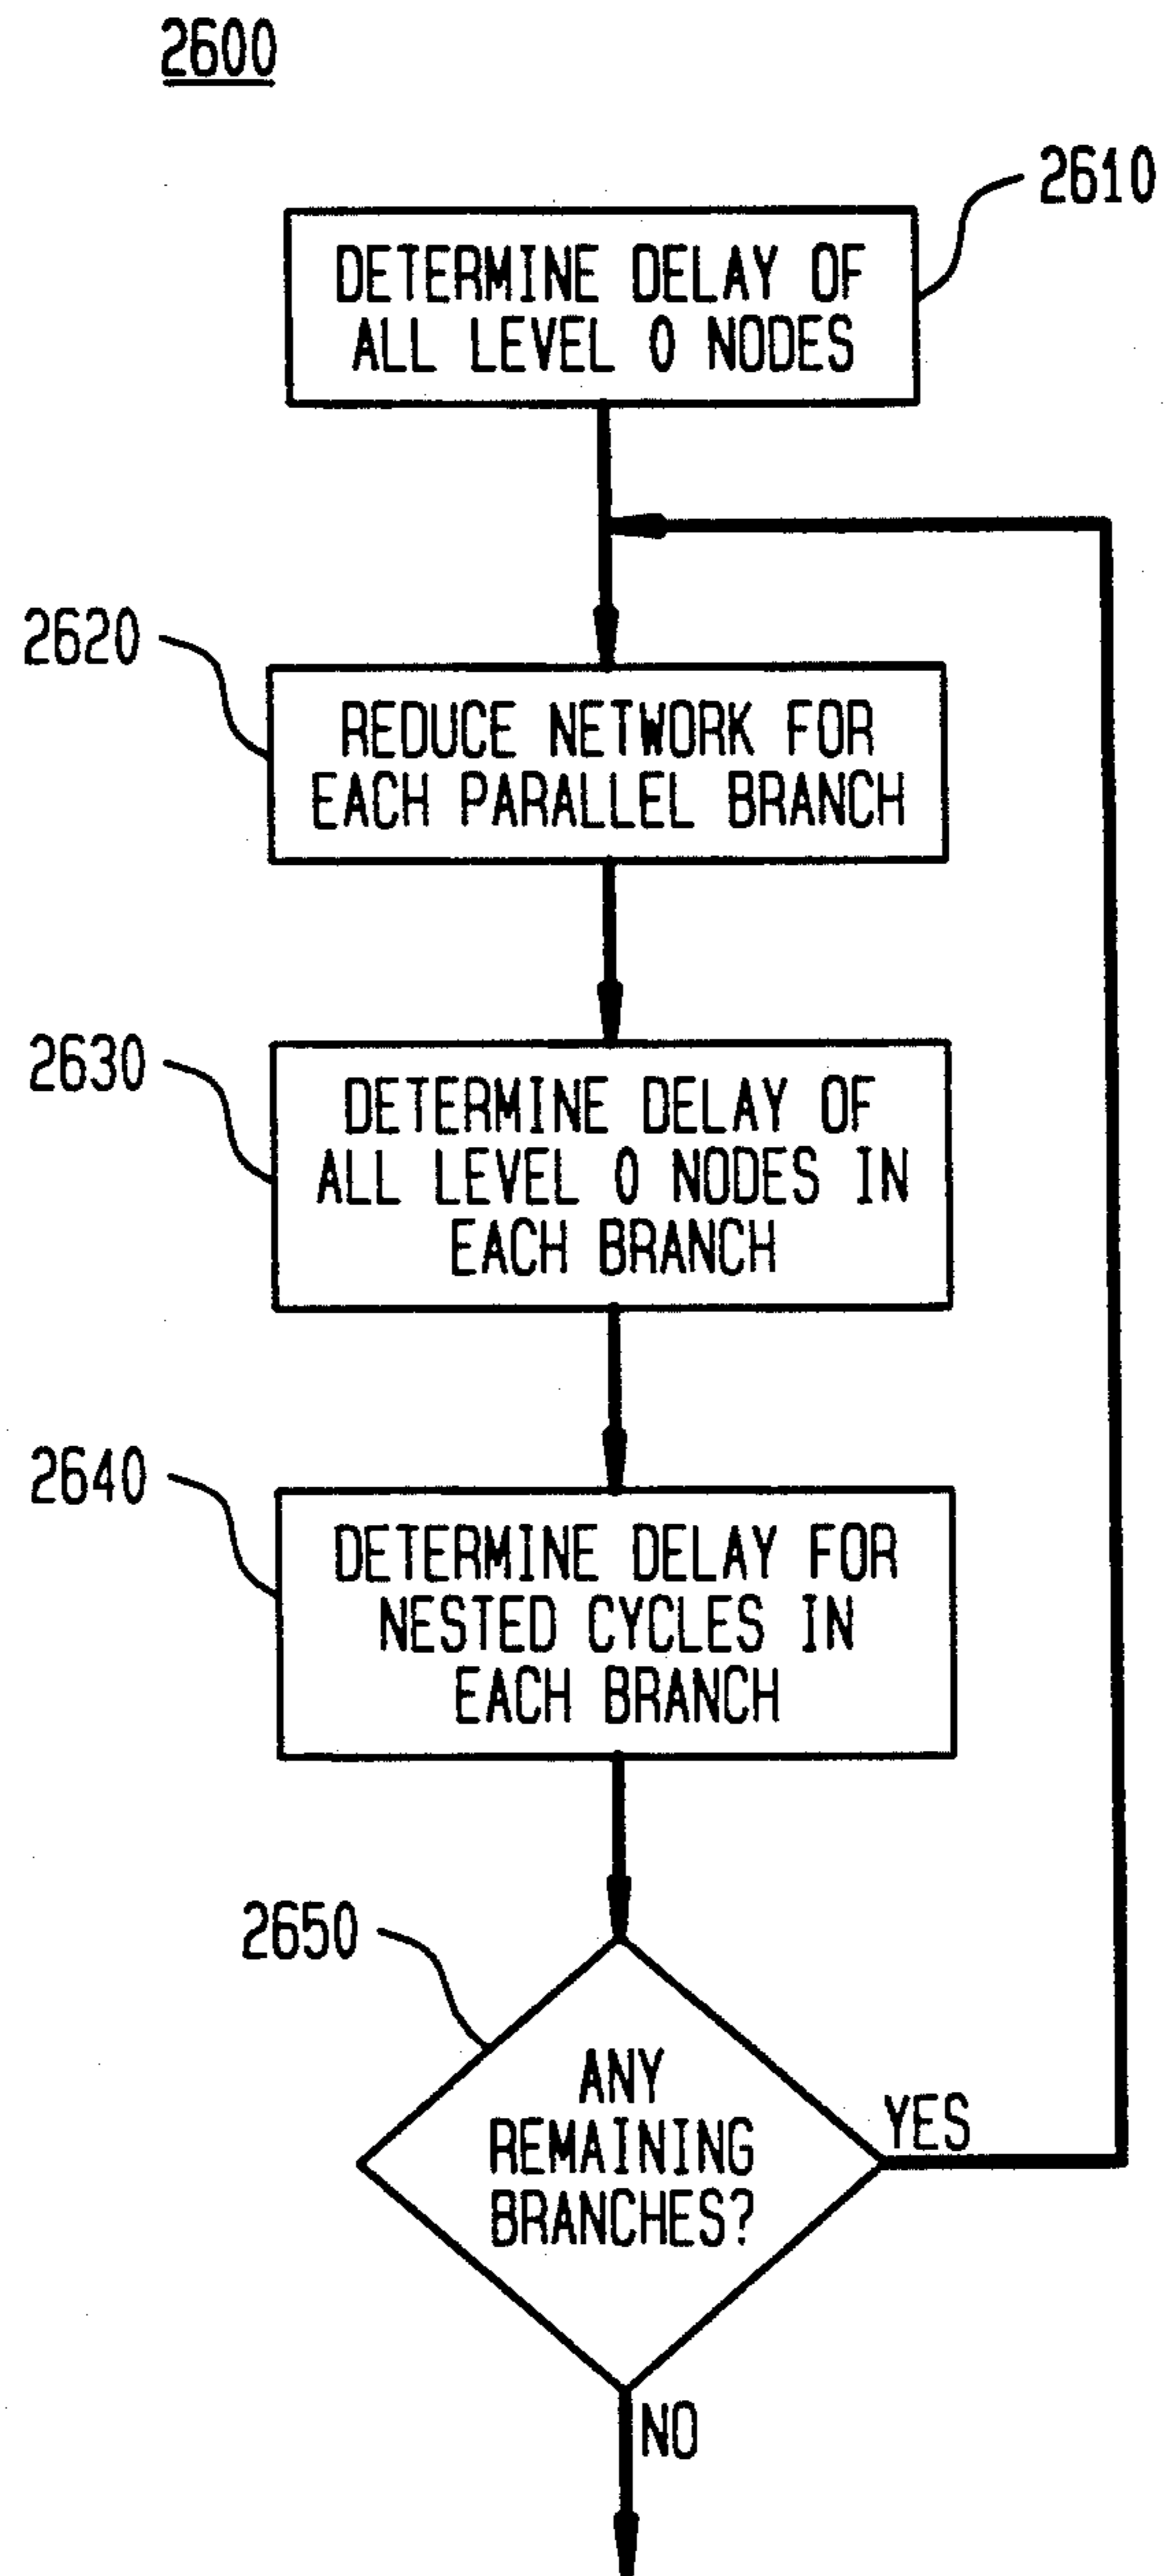 2600
2610
DETERMINE DELAY OF
ALL LEVEL 0 NODES
2620
REDUCE NETWORK FOR
EACH PARALLEL BRANCH
2630
DETERMINE DELAY OF
ALL LEVEL 0 NODES IN
EACH BRANCH
2640
DETERMINE DELAY FOR
NESTED CYCLES IN
EACH BRANCH
2650
ANY
REMAINING
BRANCHES?
YES
NO